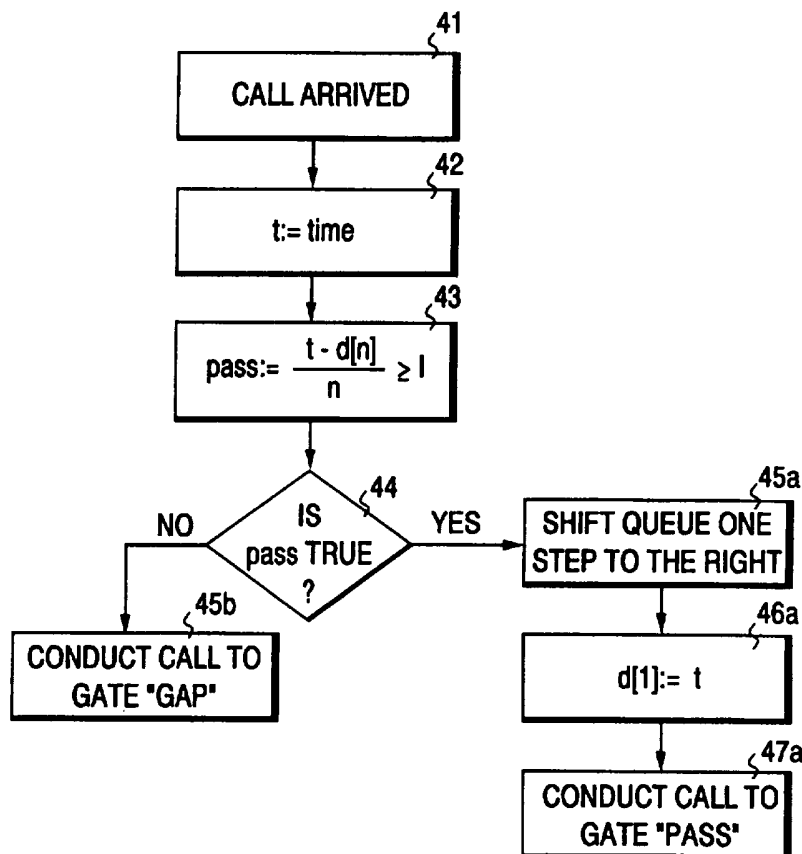 41
CALL ARRIVED
42
t:= time
43
pass:= t - d[n] / n ≥ I
44
IS
pass TRUE
?
NO
YES
45a
SHIFT QUEUE ONE
STEP TO THE RIGHT
45b
CONDUCT CALL TO
GATE "GAP"
46a
d[1]:= t
47a
CONDUCT CALL TO
GATE "PASS"